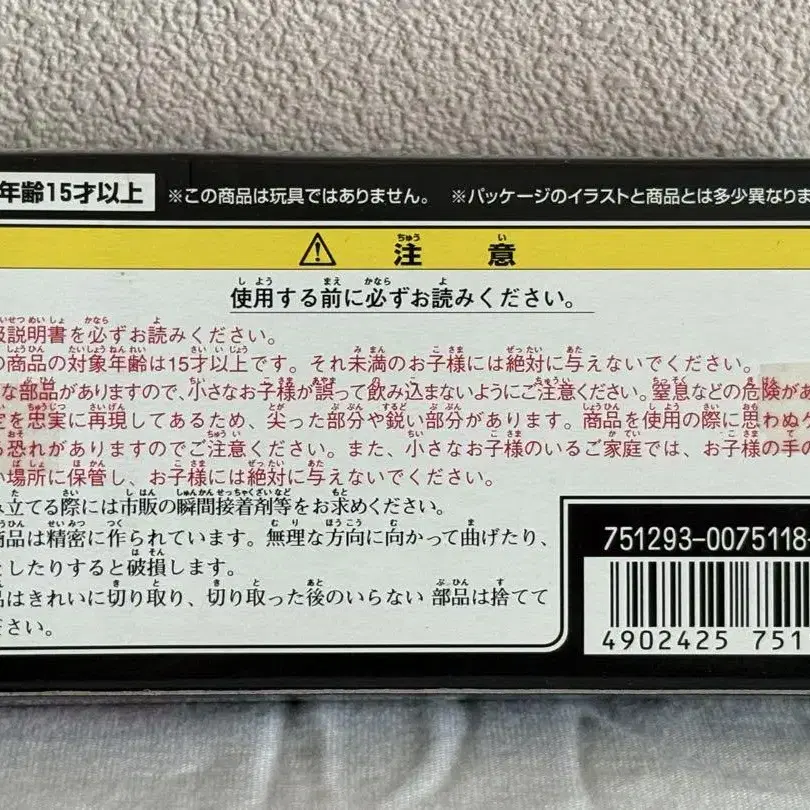 年齢15才以上 ※この商品は玩具ではありません。 ※パッケージのイラストと商品とは多少異なりま
⚠ 注意
使用する前に必ずお読みください。
扱説明書を必ずお読みください。
の商品の対象年齢は15才以上です。それ未満のお子様には絶対に与えないでください。
な部品がありますので、小さなお子様が誤って飲み込まないようにご注意ください。窒息などの危険があ
定を忠実に再現してあるため、尖った部分や鋭い部分があります。商品を使用の際に思わぬケ
る恐れがありますのでご注意ください。また、小さなお子様のいるご家庭では、お子様の手の
い場所に保管し、お子様には絶対に与えないでください。
み立てる際には市販の瞬間接着剤等をお求めください。
商品は精密に作られています。無理な方向に向かって曲げたり、
としたりすると破損します。
品はきれいに切り取り、切り取った後のいらない部品は捨てて
ださい。
751293-0075118-
4902425 751